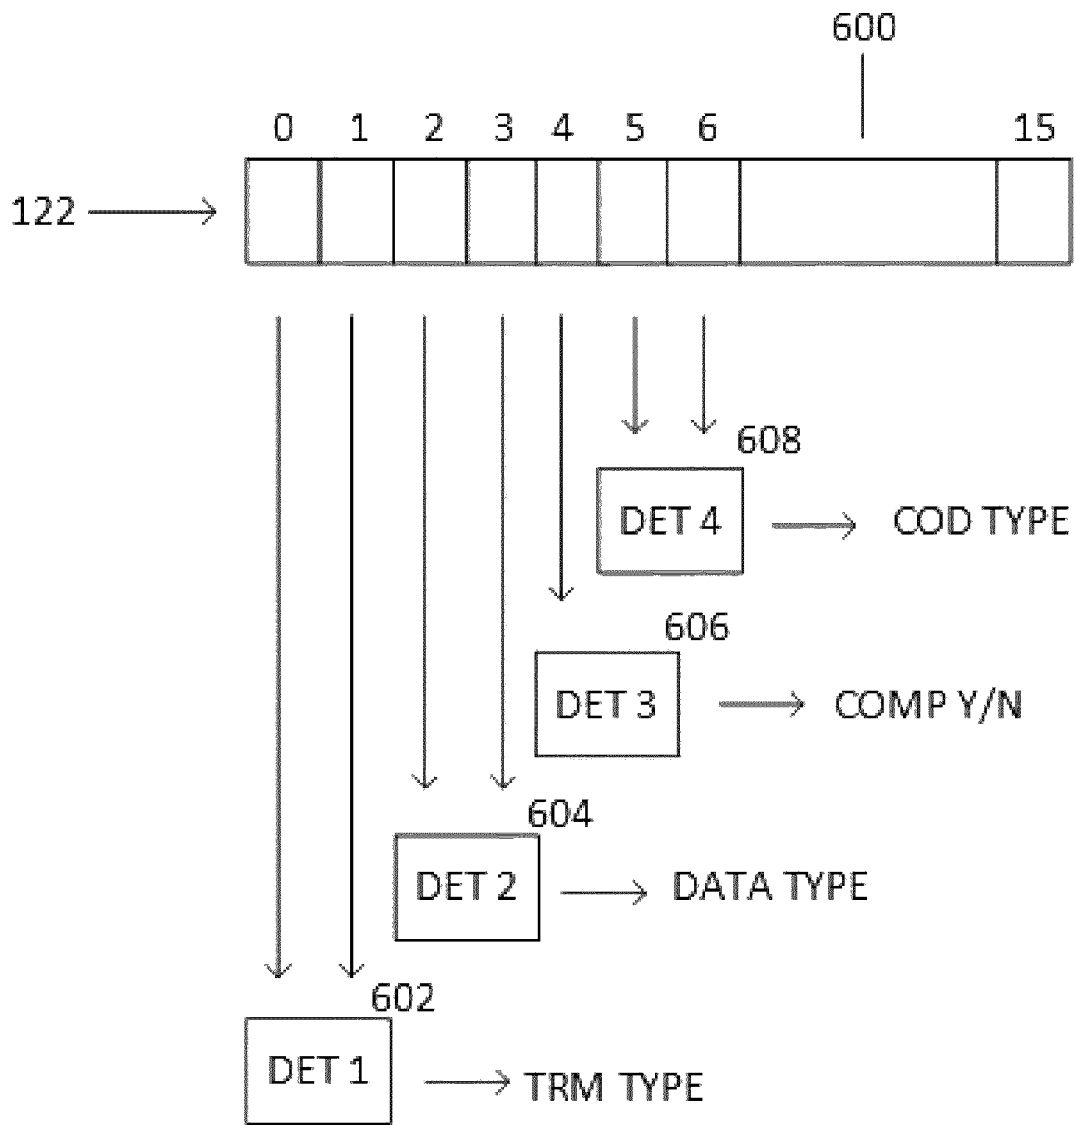 600
0 1 2 3 4 5 6 15
122
608
DET 4 COD TYPE
606
DET 3 COMP Y/N
604
DET 2 DATA TYPE
602
DET 1 TRM TYPE